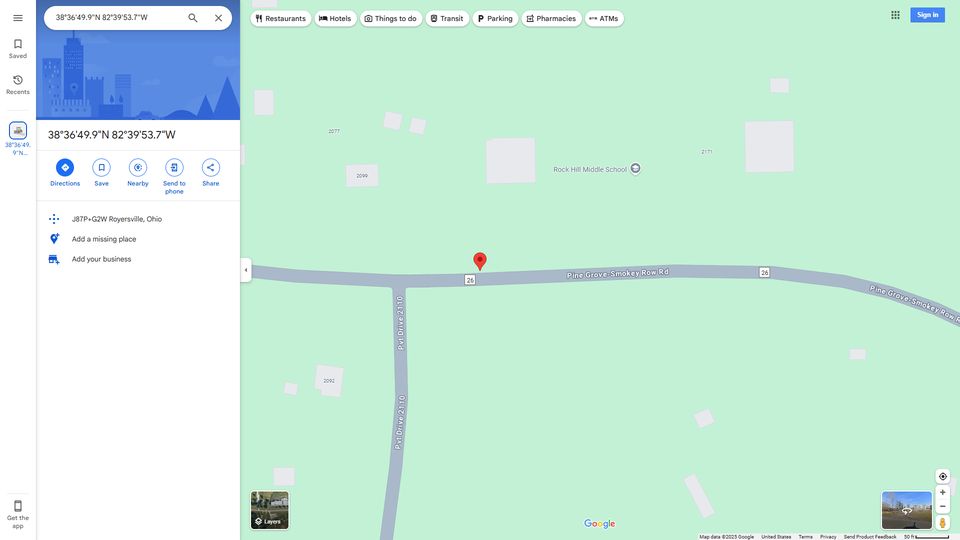 38°36'49.9"N 82°39'53.7"W
Restaurants
Hotels
Things to do
Transit
Parking
Pharmacies
ATMs
Sign in
Saved
Recents
38°36'49.
9"N...
38°36'49.9"N 82°39'53.7"W
Directions
Save
Nearby
Send to
phone
Share
J87P+G2W Royersville, Ohio
Add a missing place
Add your business
Get the
app
2077
2099
Rock Hill Middle School
2171
26
Pine Grove-Smokey Row Rd
26
Pine Grove-Smokey Row R
Pvt Drive 2110
2092
Pvt Drive 2110
Layers
Google
Map data ©2025 Google
United States
Terms
Privacy
Send Product Feedback
50 ft